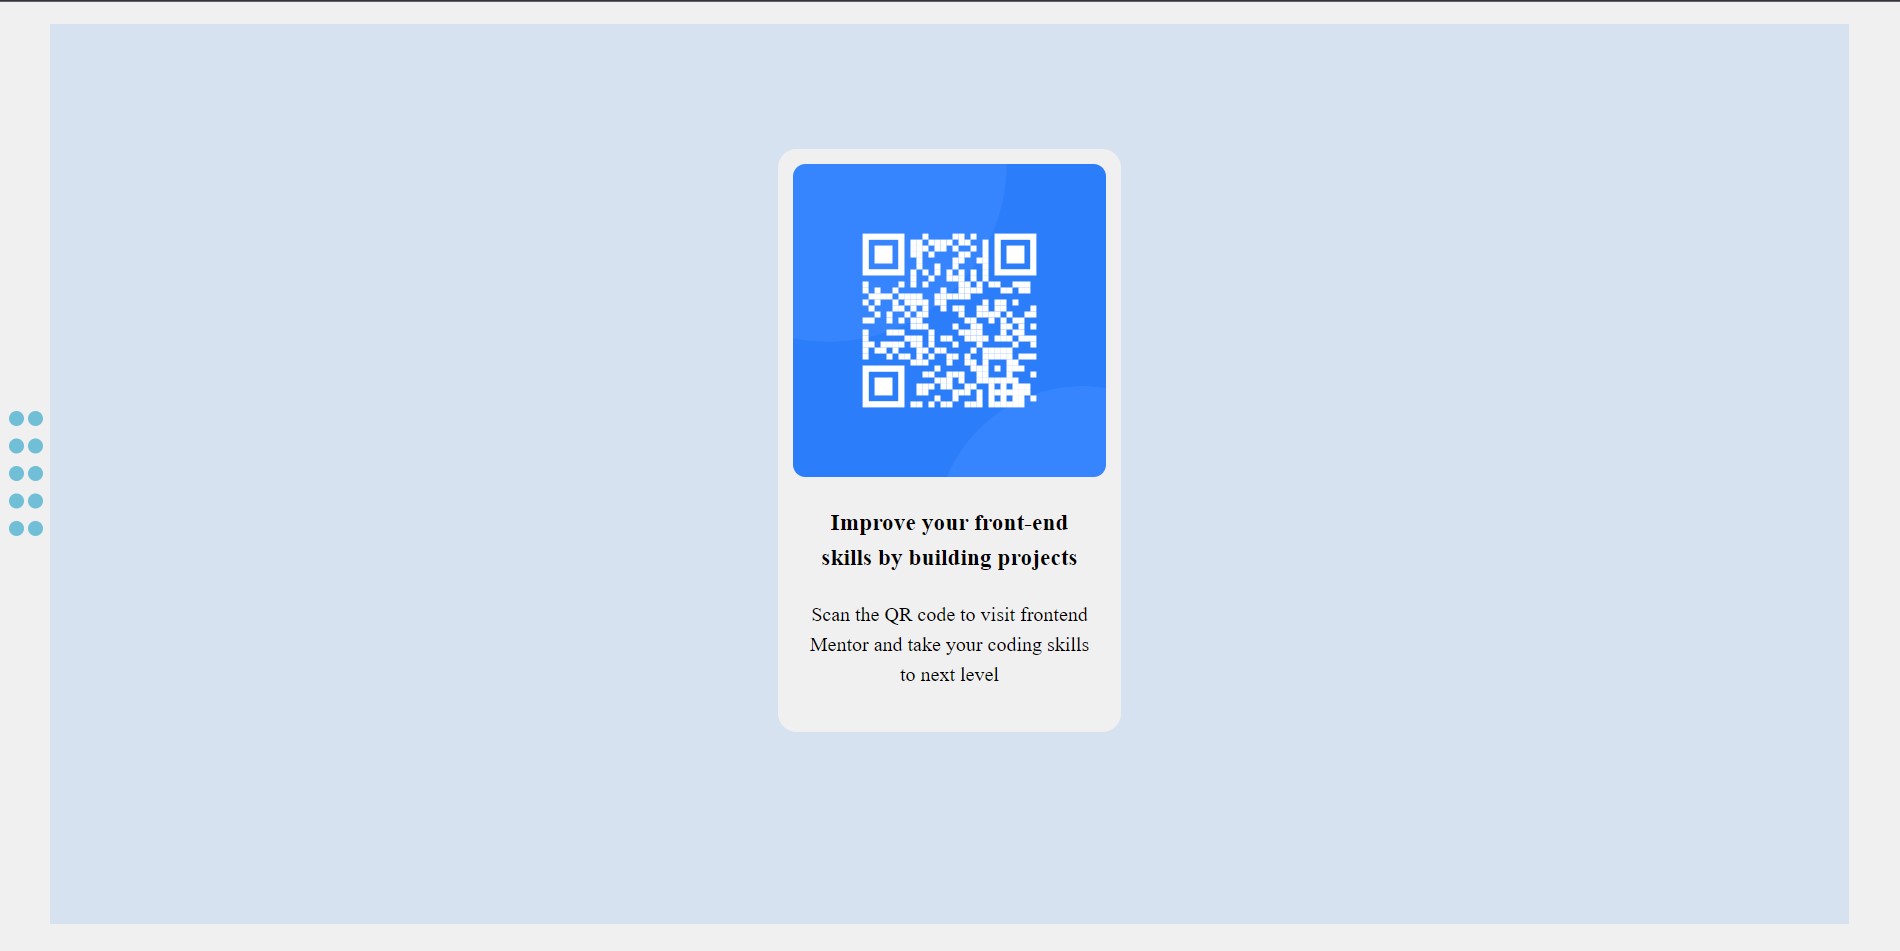 Improve your front-end
skills by building projects
Scan the QR code to visit frontend
Mentor and take your coding skills
to next level